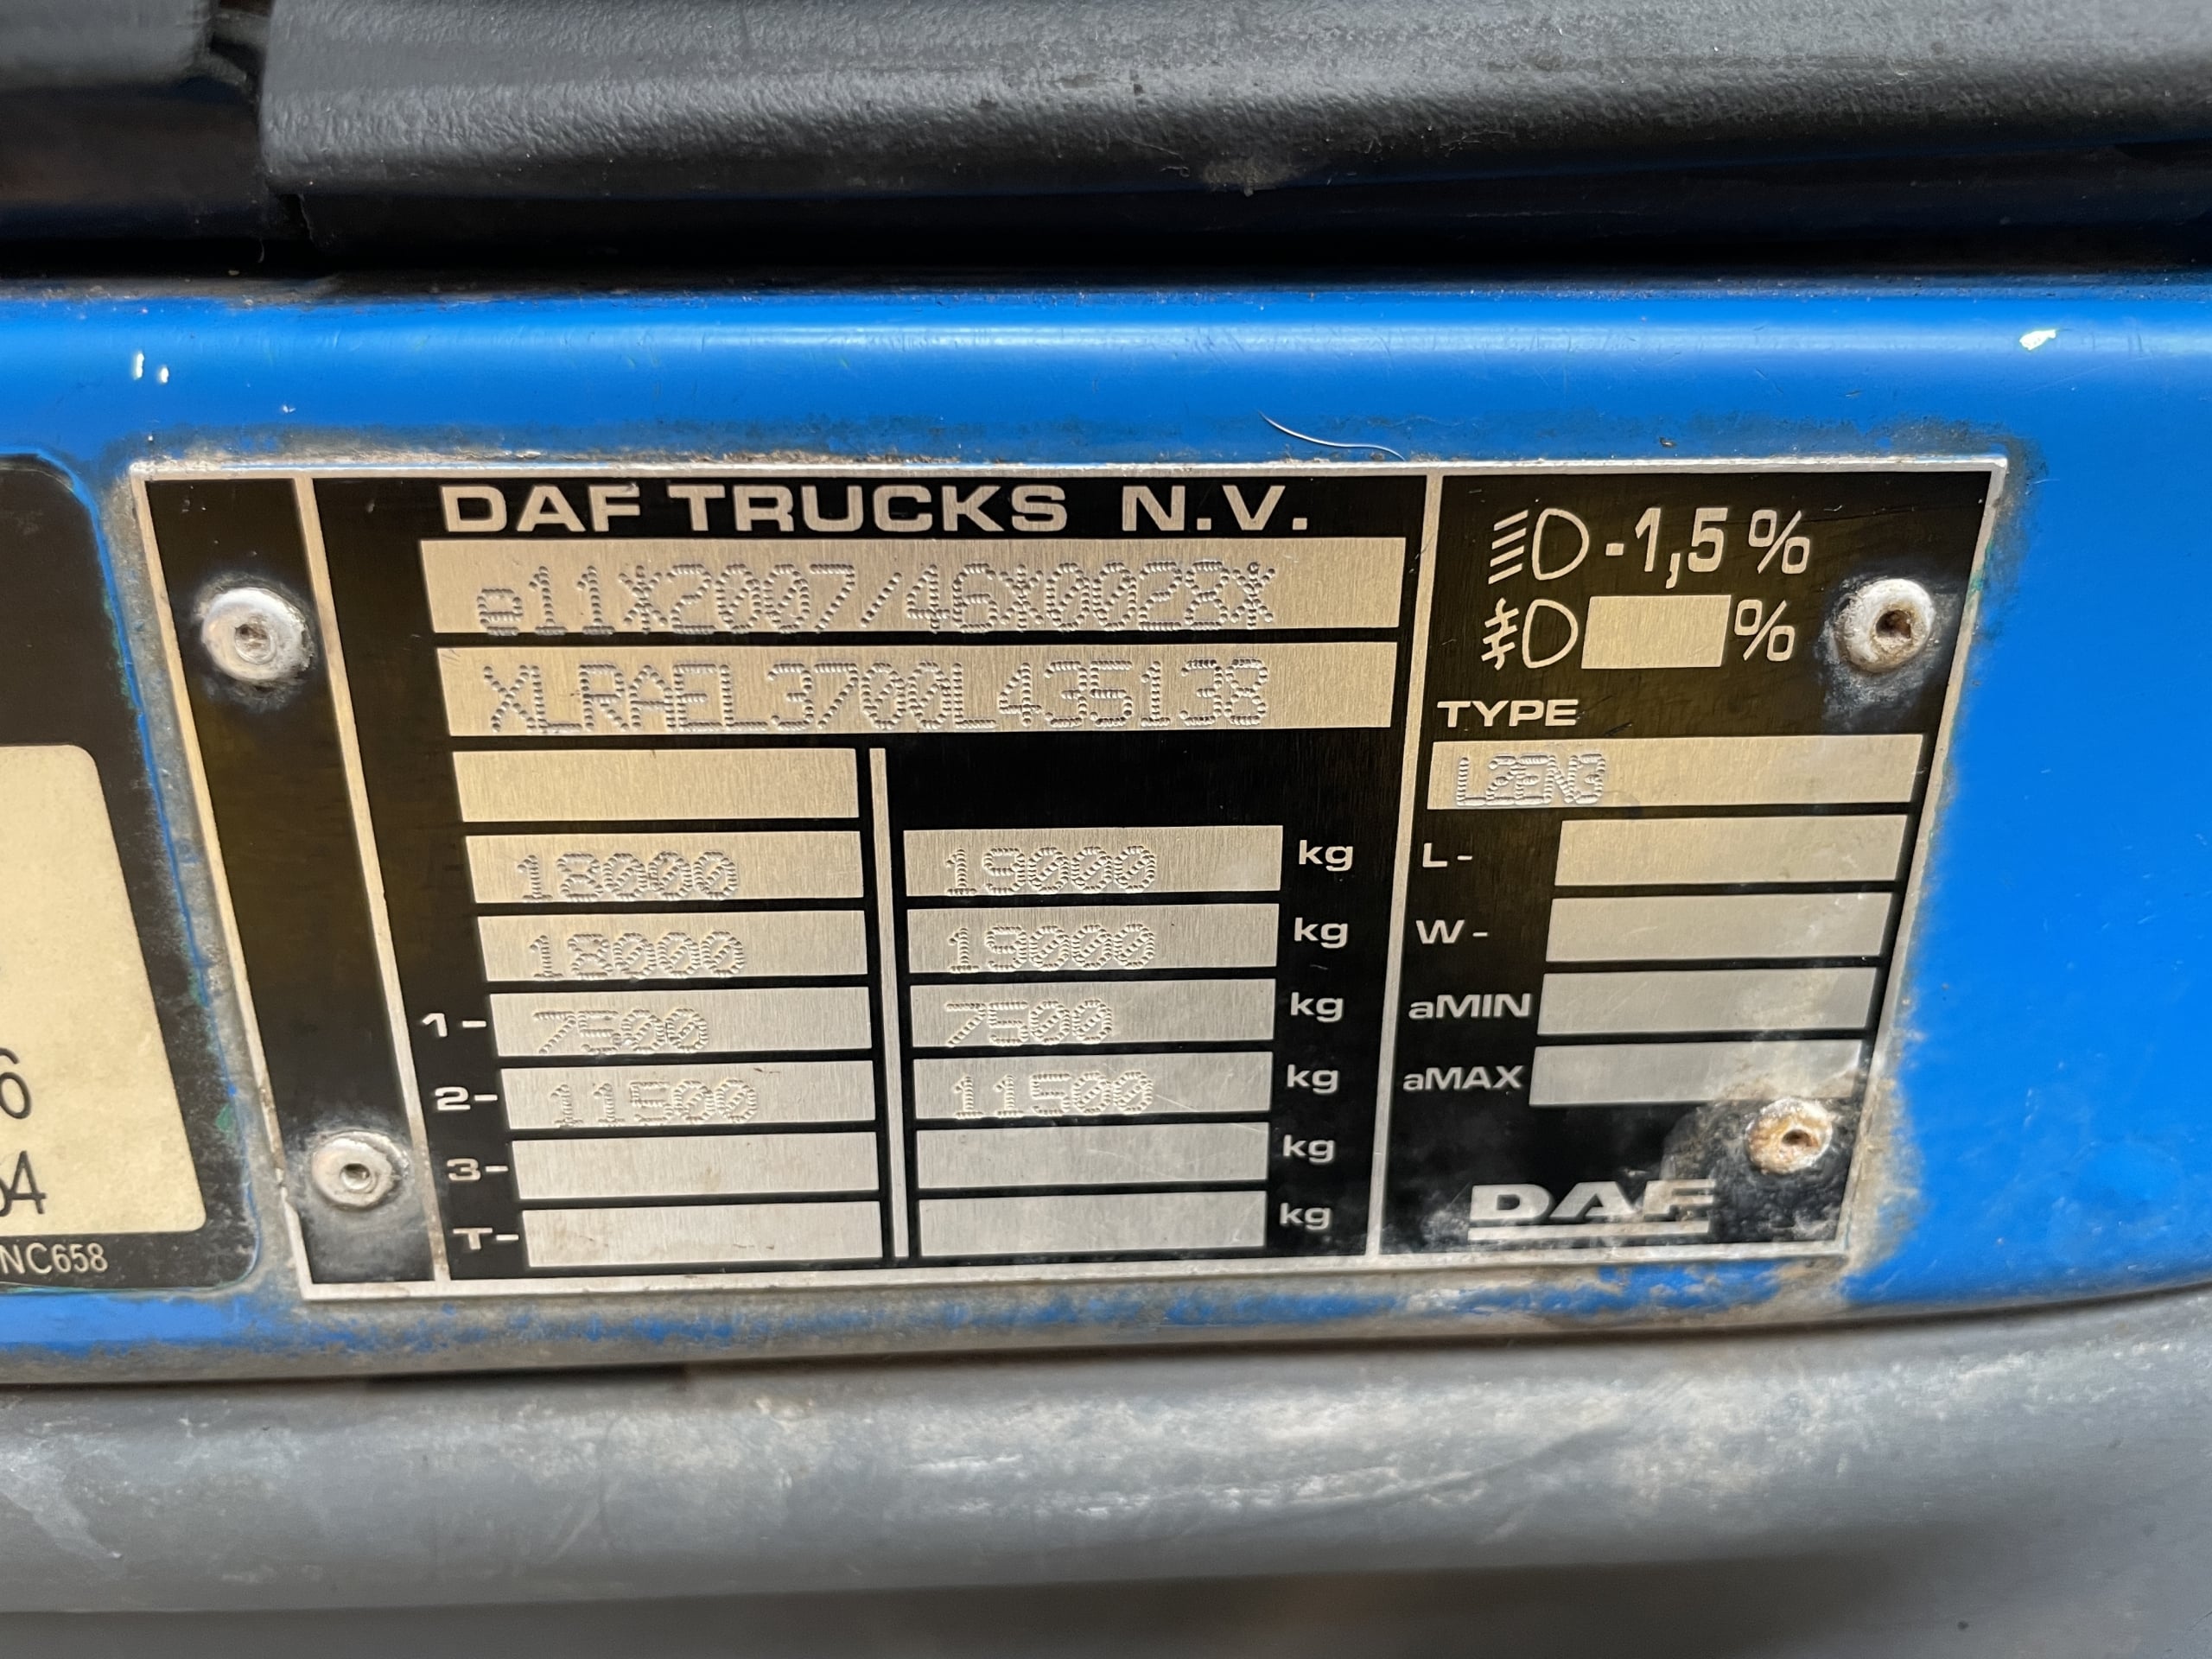 DAF TRUCKS N.V.
e11*2007/46*0028*
XLRAEL3700L435138
18000 19000 kg
18000 19000 kg
1- 7500 7500 kg
2- 11500 11500 kg
3- kg
T- kg
-1,5 %
%
TYPE
L2EN3
L-
W-
aMIN
aMAX
DAF
6
54
NC658